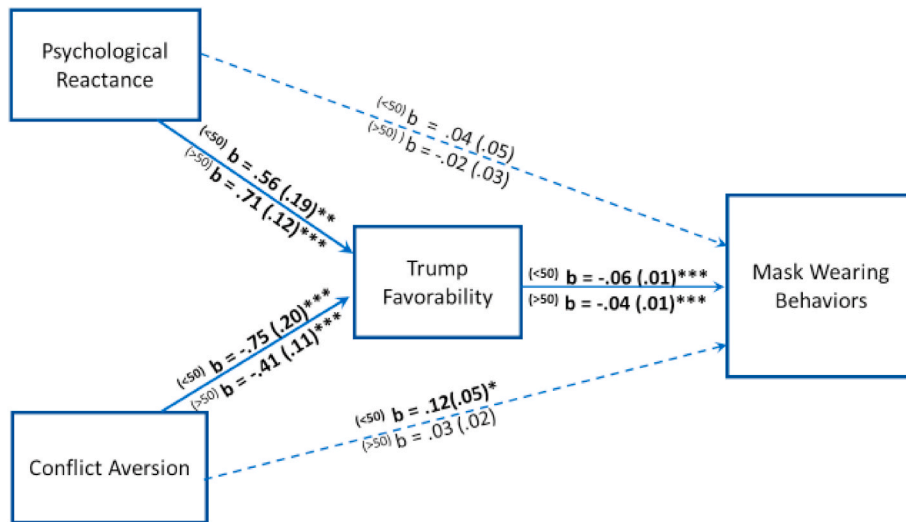 Psychological
Reactance
(<50) b = .04 (.05)
(>50) ) b = -.02 (.03)
(<50) b = .56 (.19)**
(>50) b = .71 (.12)***
Trump
Favorability
(<50) b = -.06 (.01)***
(>50) b = -.04 (.01)***
Mask Wearing
Behaviors
(<50) b = -.75 (.20)***
(>50) b = -.41 (.11)***
(<50) b = .12(.05)*
(>50) b = .03 (.02)
Conflict Aversion